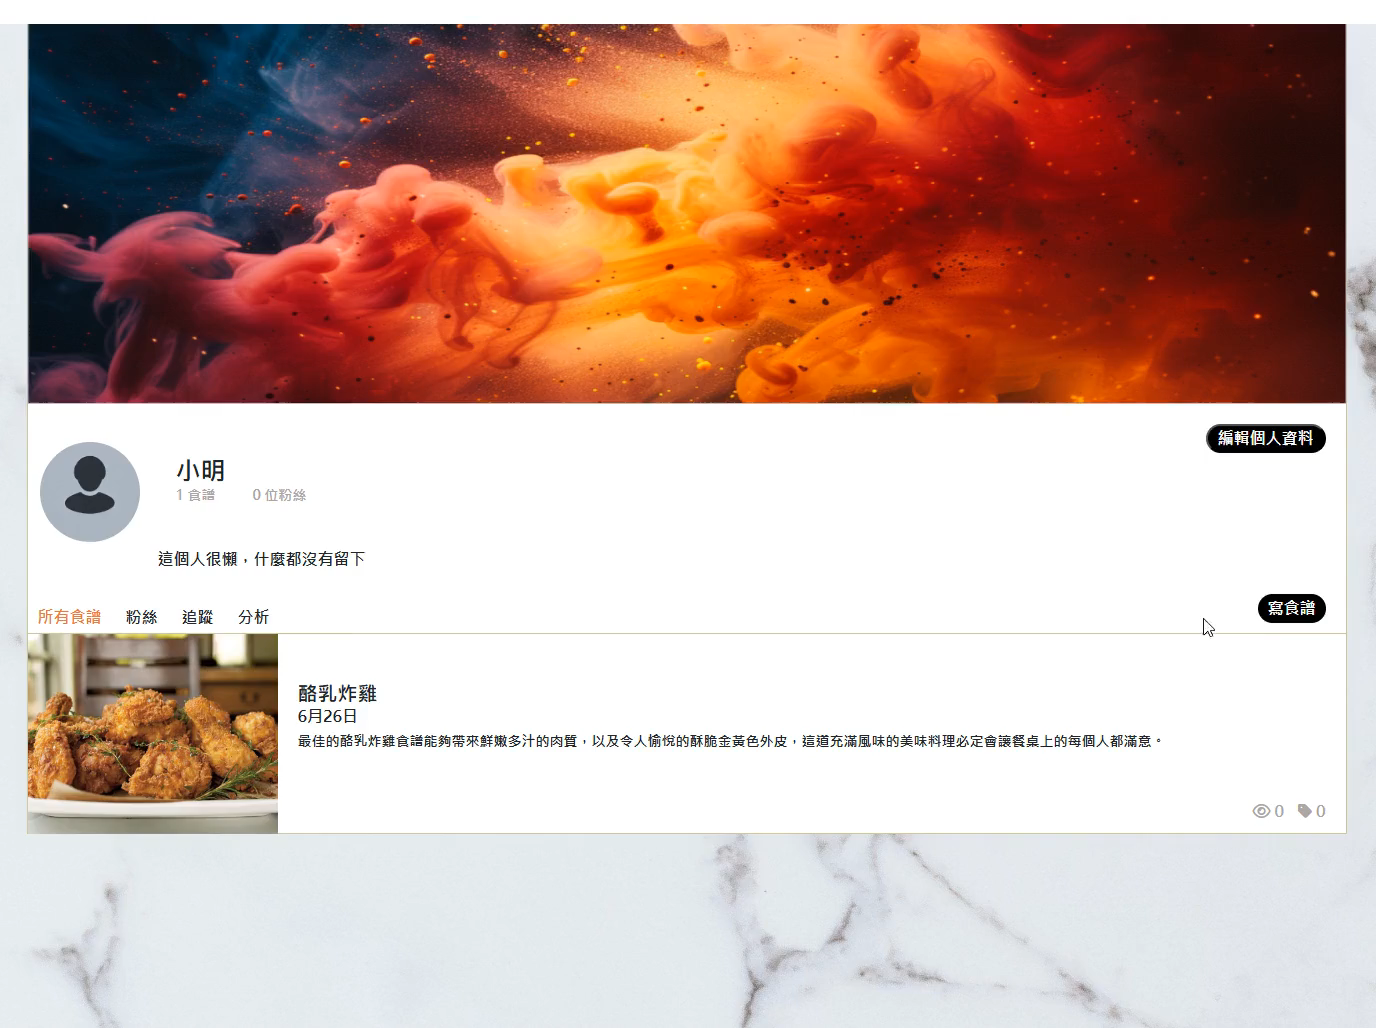 編輯個人資料
小明
1 食譜 0 位粉絲
這個人很懶，什麼都沒有留下
所有食譜 粉絲 追蹤 分析
寫食譜
酪乳炸雞
6月26日
最佳的酪乳炸雞食譜能夠帶來鮮嫩多汁的肉質，以及令人愉悅的酥脆金黃色外皮，這道充滿風味的美味料理必定會讓餐桌上的每個人都滿意。
0 0